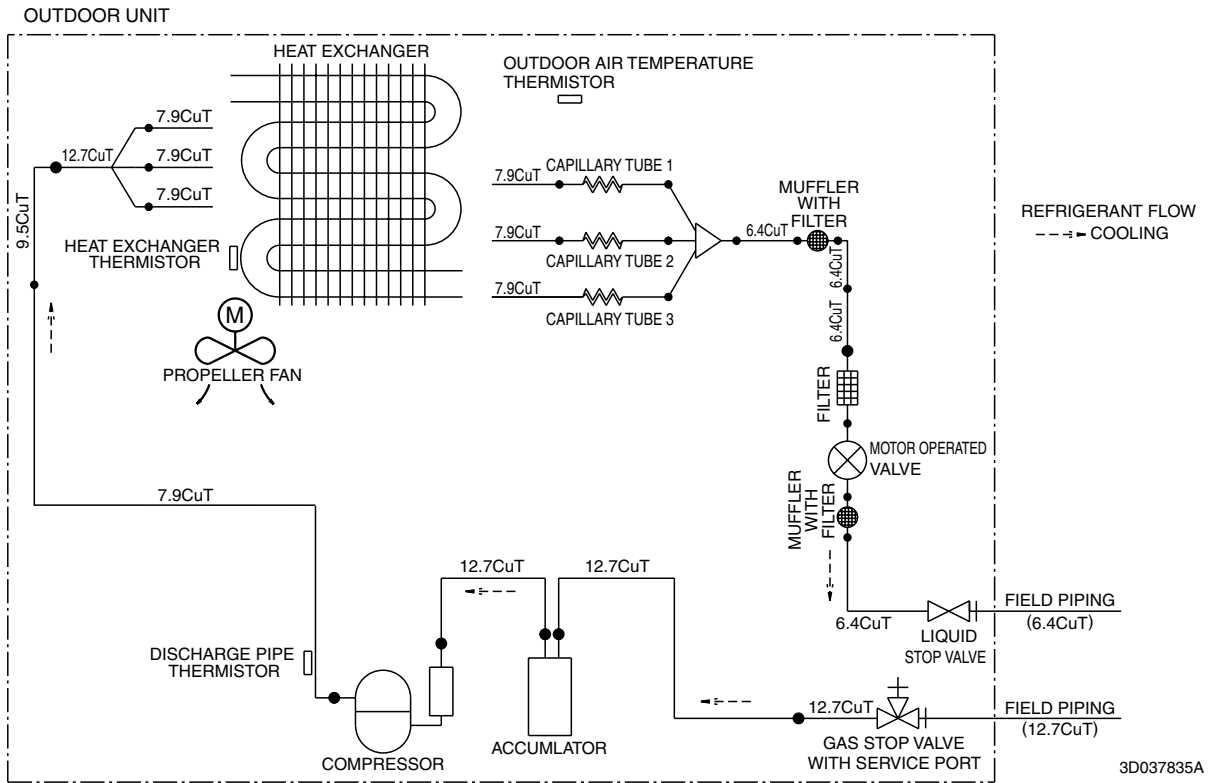 OUTDOOR UNIT
HEAT EXCHANGER
OUTDOOR AIR TEMPERATURE
THERMISTOR
7.9CuT
12.7CuT
7.9CuT
7.9CuT
9.5CuT
HEAT EXCHANGER
THERMISTOR
M
PROPELLER FAN
CAPILLARY TUBE 1
7.9CuT
7.9CuT
CAPILLARY TUBE 2
7.9CuT
CAPILLARY TUBE 3
6.4CuT
MUFFLER
WITH
FILTER
6.4CuT
6.4CuT
REFRIGERANT FLOW
COOLING
FILTER
MOTOR OPERATED
VALVE
MUFFLER
WITH
FILTER
7.9CuT
12.7CuT
12.7CuT
6.4CuT
LIQUID
STOP VALVE
FIELD PIPING
(6.4CuT)
DISCHARGE PIPE
THERMISTOR
COMPRESSOR
ACCUMLATOR
12.7CuT
GAS STOP VALVE
WITH SERVICE PORT
FIELD PIPING
(12.7CuT)
3D037835A